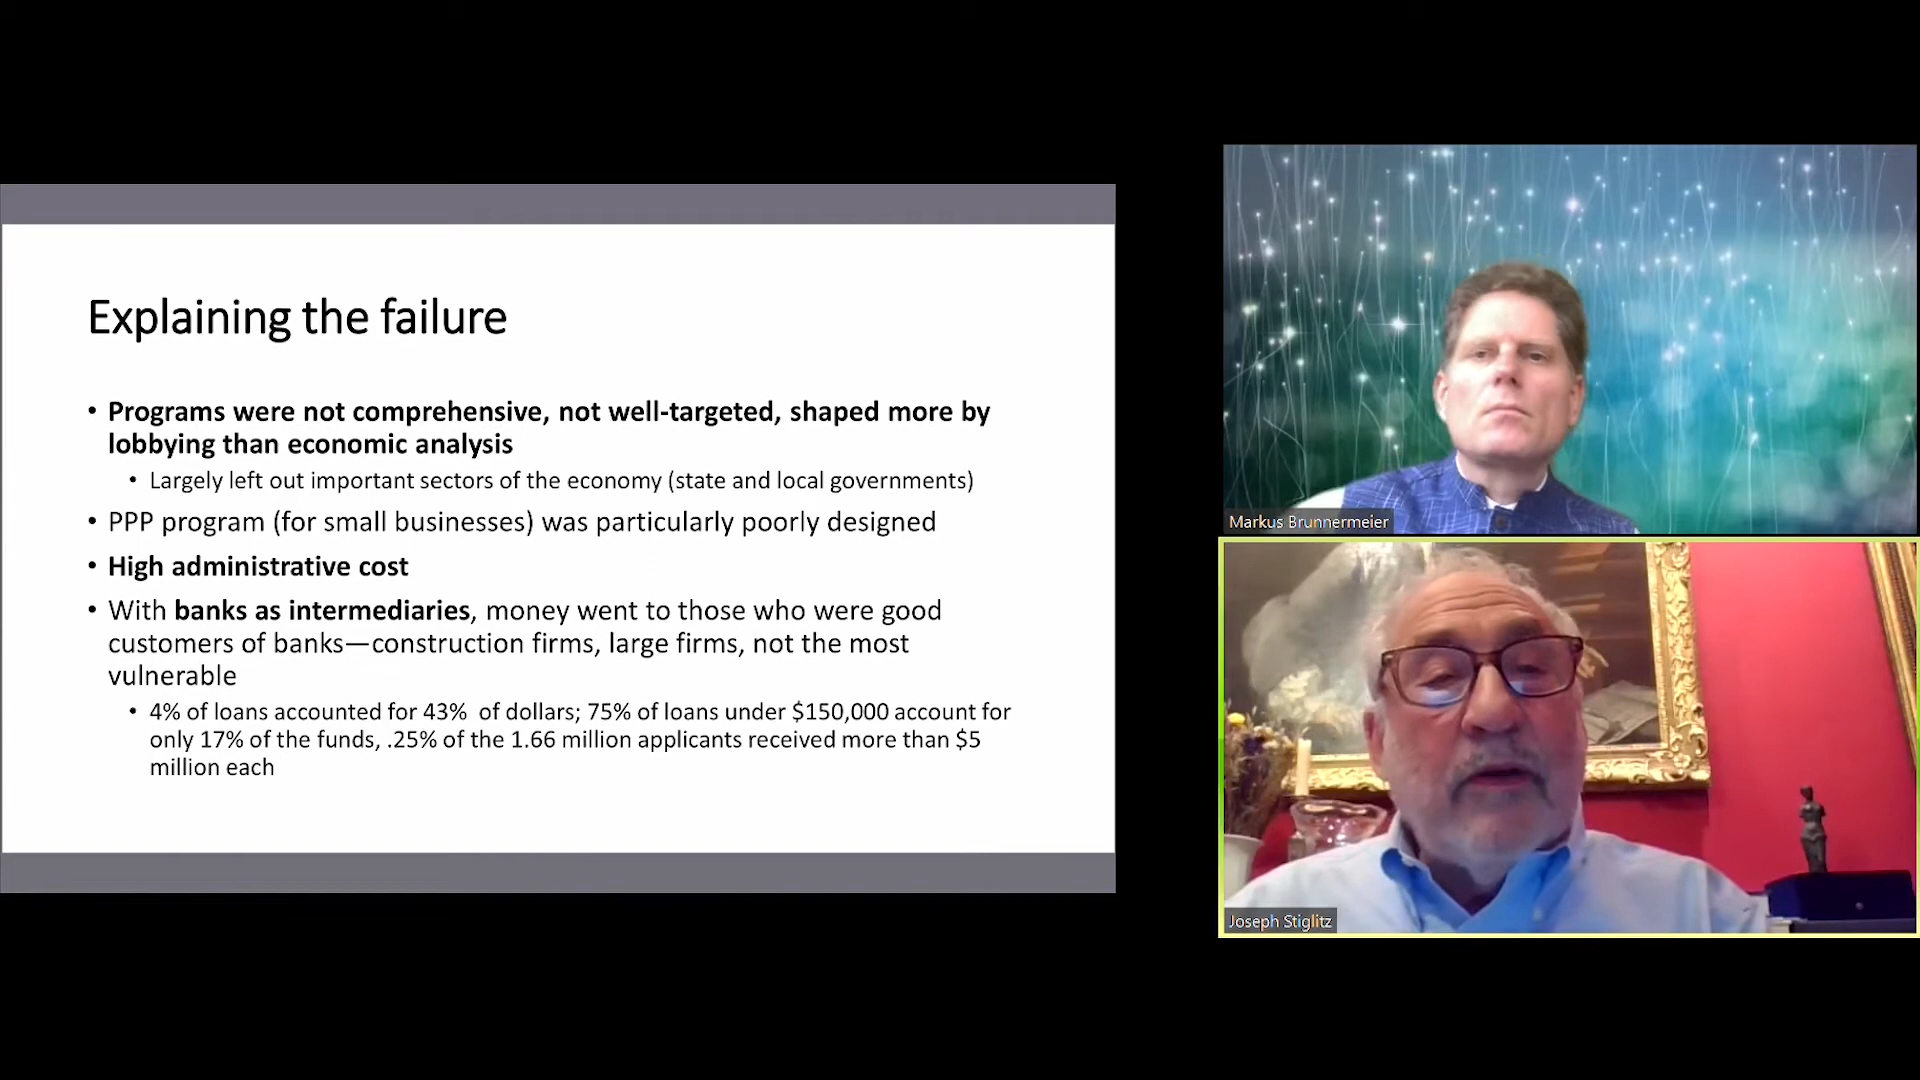 Explaining the failure
• Programs were not comprehensive, not well-targeted, shaped more by
lobbying than economic analysis
• Largely left out important sectors of the economy (state and local governments)
• PPP program (for small businesses) was particularly poorly designed
• High administrative cost
• With banks as intermediaries, money went to those who were good
customers of banks—construction firms, large firms, not the most
vulnerable
• 4% of loans accounted for 43% of dollars; 75% of loans under $150,000 account for
only 17% of the funds, .25% of the 1.66 million applicants received more than $5
million each
Markus Brunnermeier
Joseph Stiglitz